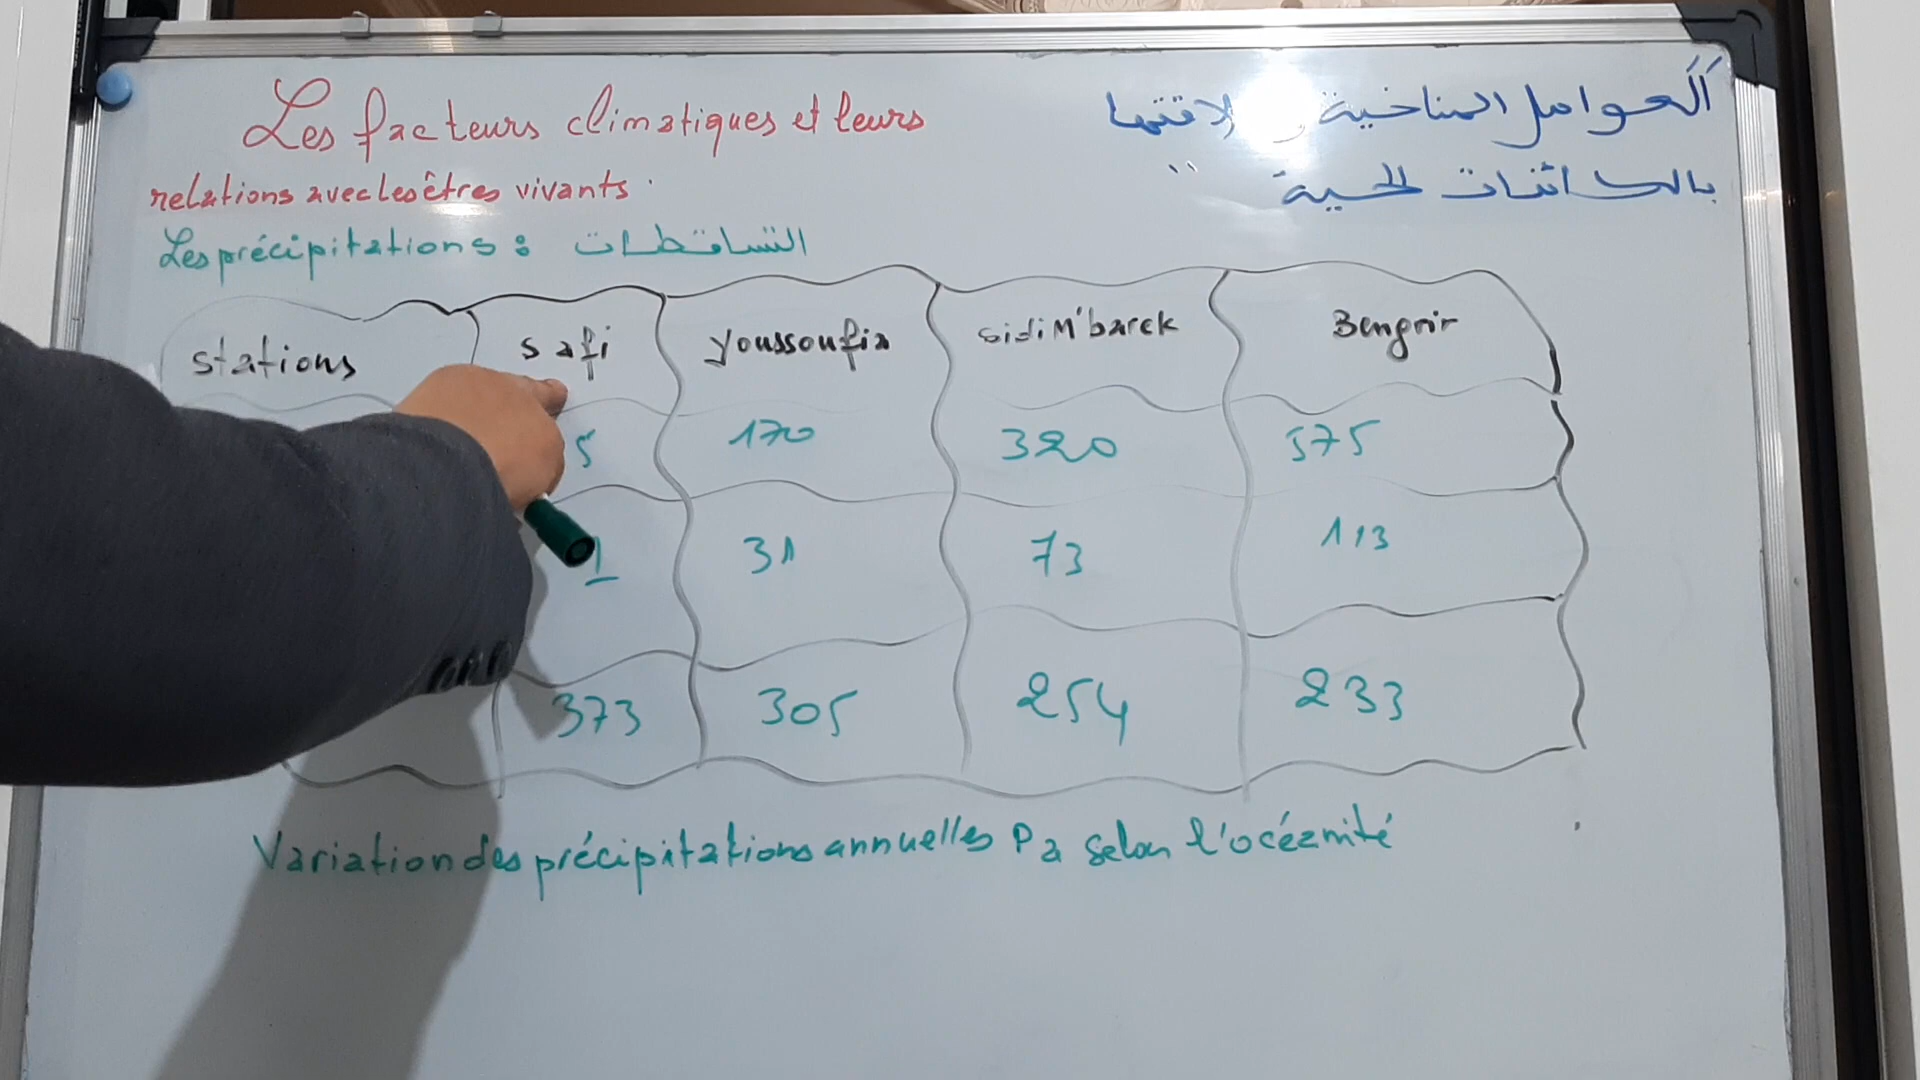 Les facteurs climatiques et leurs
relations avec les êtres vivants.
اَلَعوامل المناخية لاقتها
بالكائنات الحية "
Les précipitations : التساقطات
stations safi youssoufia sidi M'barek Bengrir
5 170 320 575
1 31 73 113
373 305 254 233
Variation des précipitations annuelles Pa selon l'océanité